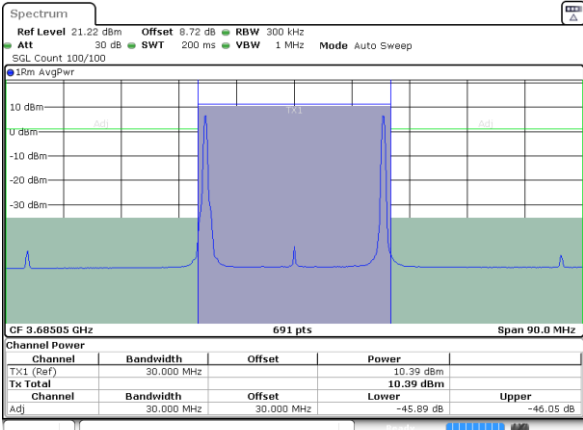 Spectrum
Ref Level 21.22 dBm Offset 8.72 dB RBW 300 kHz
Att 30 dB SWT 200 ms VBW 1 MHz Mode Auto Sweep
SGL Count 100/100
1Rm AvgPwr
10 dBm
TX1
Adj Adj
0 dBm
-10 dBm
-20 dBm
-30 dBm
CF 3.68505 GHz 691 pts Span 90.0 MHz
Channel Power
Channel Bandwidth Offset Power
TX1 (Ref) 30.000 MHz 10.39 dBm
Tx Total 10.39 dBm
Channel Bandwidth Offset Lower Upper
Adj 30.000 MHz 30.000 MHz -45.89 dB -46.05 dB